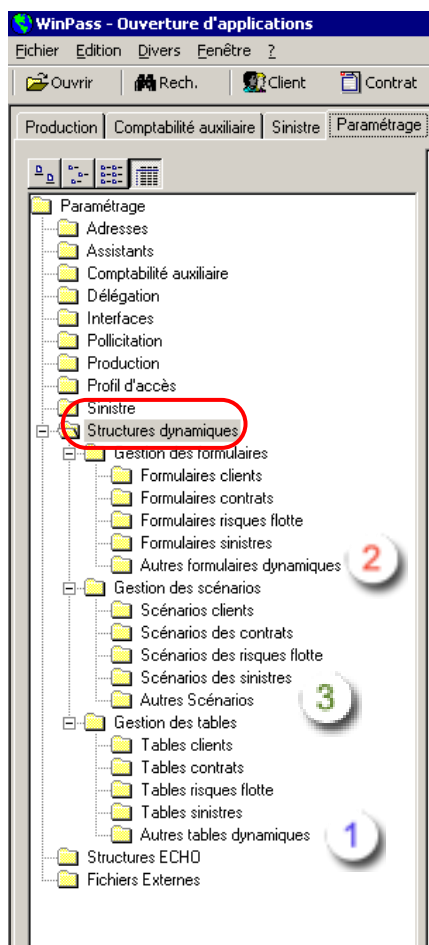 WinPass - Ouverture d'applications
Fichier Edition Divers Fenêtre ?
Ouvrir Rech. Client Contrat
Production Comptabilité auxiliaire Sinistre Paramétrage
Paramétrage
Adresses
Assistants
Comptabilité auxiliaire
Délégation
Interfaces
Pollicitation
Production
Profil d'accès
Sinistre
Structures dynamiques
Gestion des formulaires
Formulaires clients
Formulaires contrats
Formulaires risques flotte
Formulaires sinistres
Autres formulaires dynamiques 2
Gestion des scénarios
Scénarios clients
Scénarios des contrats
Scénarios des risques flotte
Scénarios des sinistres
Autres Scénarios 3
Gestion des tables
Tables clients
Tables contrats
Tables risques flotte
Tables sinistres
Autres tables dynamiques 1
Structures ECHO
Fichiers Externes